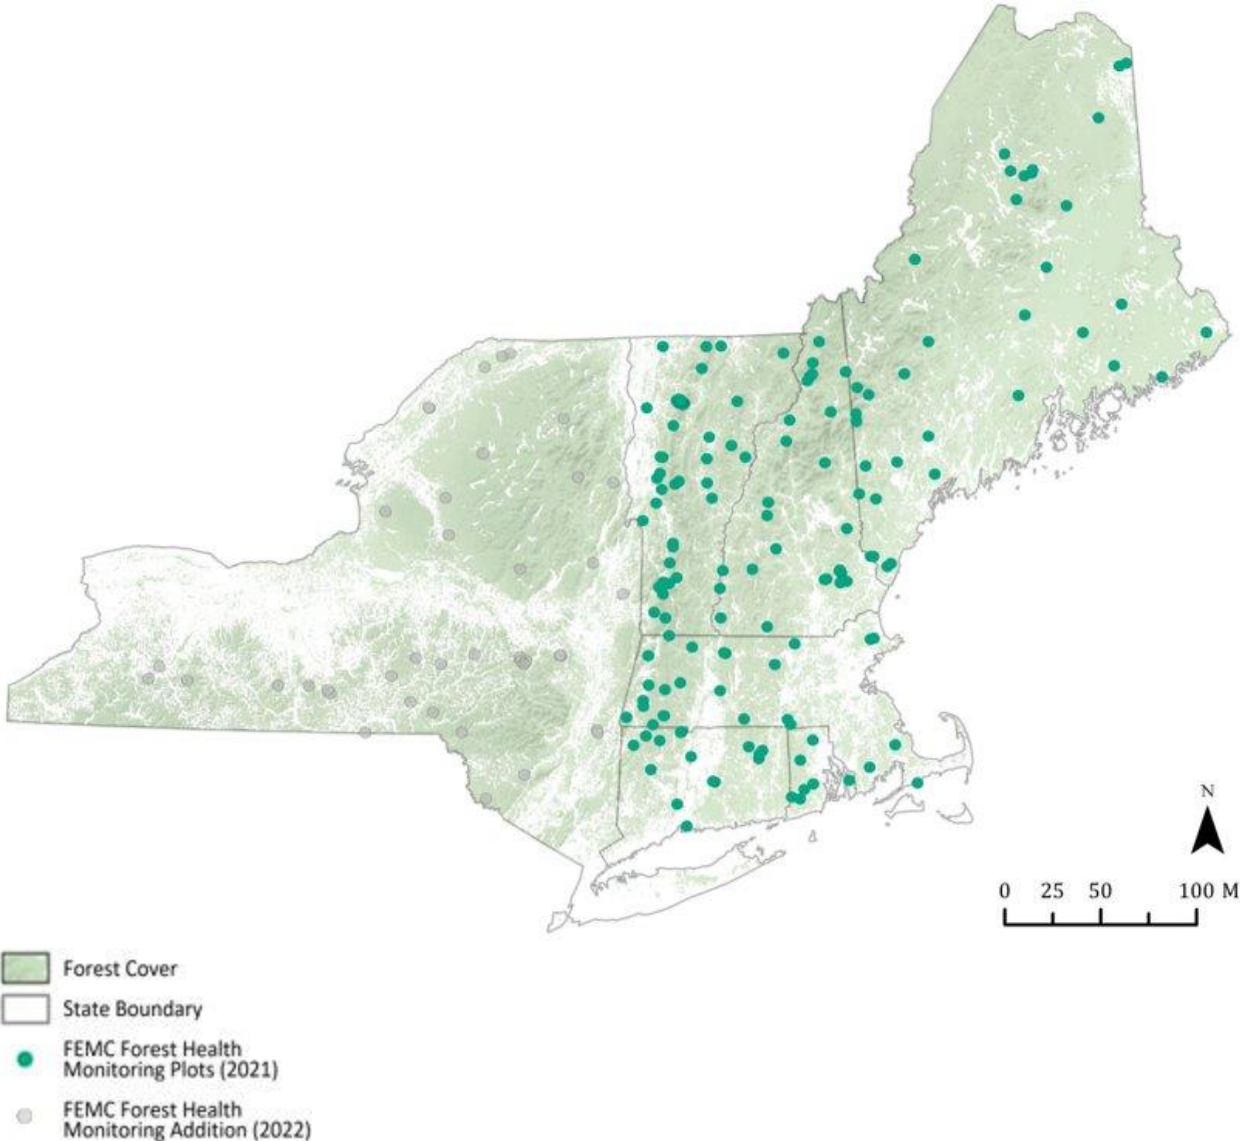 N
0 25 50 100 M
Forest Cover
State Boundary
FEMC Forest Health
Monitoring Plots (2021)
FEMC Forest Health
Monitoring Addition (2022)